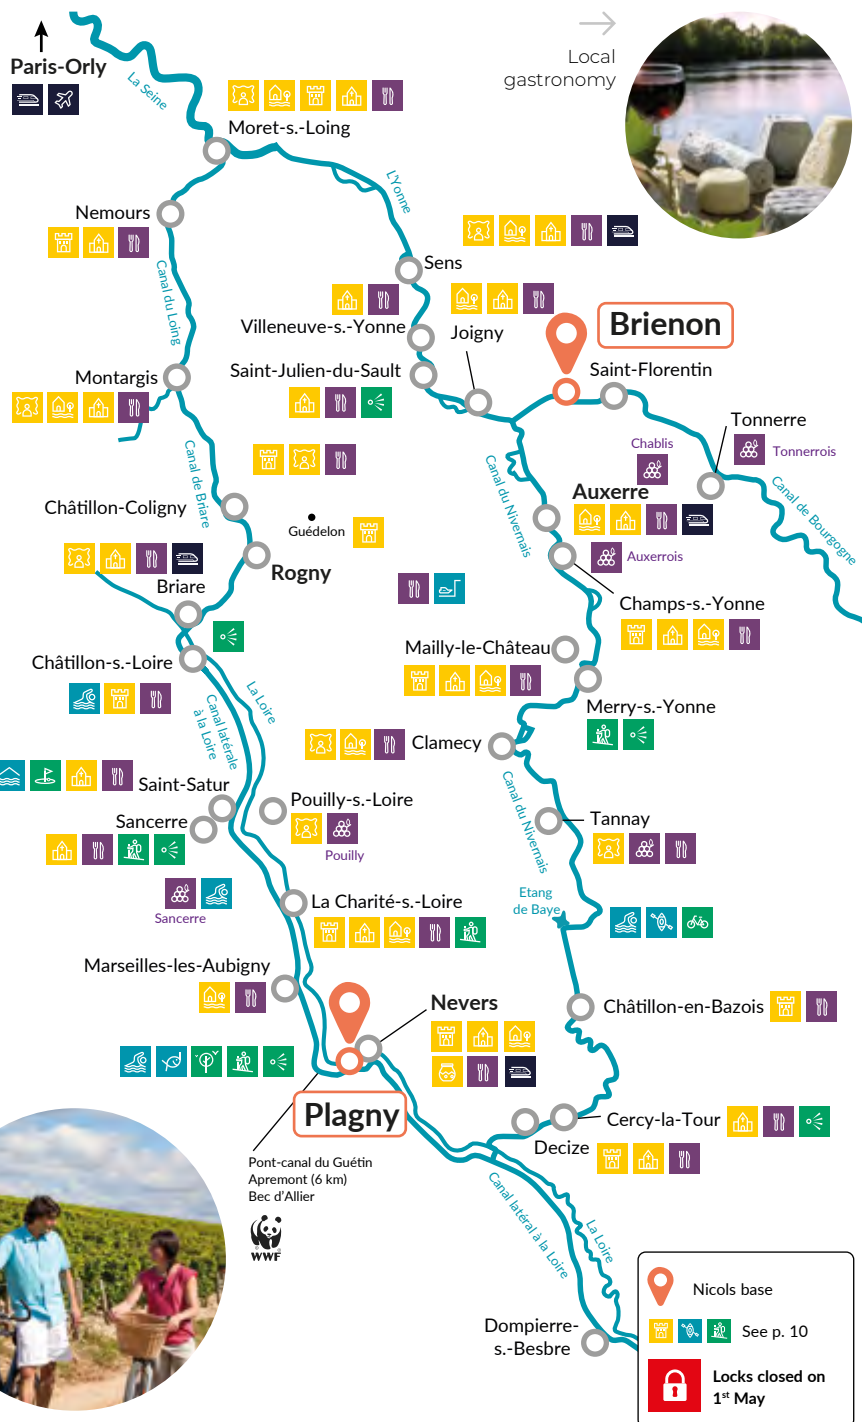 Paris-Orly
La Seine
Local
gastronomy
Moret-s.-Loing
L'Yonne
Nemours
Canal du Loing
Sens
Villeneuve-s.-Yonne
Joigny
Brienon
Saint-Julien-du-Sault
Saint-Florentin
Montargis
Tonnerre
Tonnerrois
Chablis
Canal de Briare
Canal du Nivernais
Canal de Bourgogne
Auxerre
Châtillon-Coligny
Guédelon
Auxerrois
Rogny
Briare
Champs-s.-Yonne
Mailly-le-Château
Châtillon-s.-Loire
Merry-s.-Yonne
La Loire
Canal latérale
à la Loire
Clamecy
Canal du Nivernais
Saint-Satur
Pouilly-s.-Loire
Pouilly
Sancerre
Tannay
Sancerre
La Charité-s.-Loire
Etang
de Baye
Marseilles-les-Aubigny
Nevers
Châtillon-en-Bazois
Plagny
Cercy-la-Tour
Decize
Pont-canal du Guétin
Apremont (6 km)
Bec d'Allier
WWF
Canal latéral à la Loire
La Loire
Dompierre-
s.-Besbre
Nicols base
See p. 10
Locks closed on
1st May